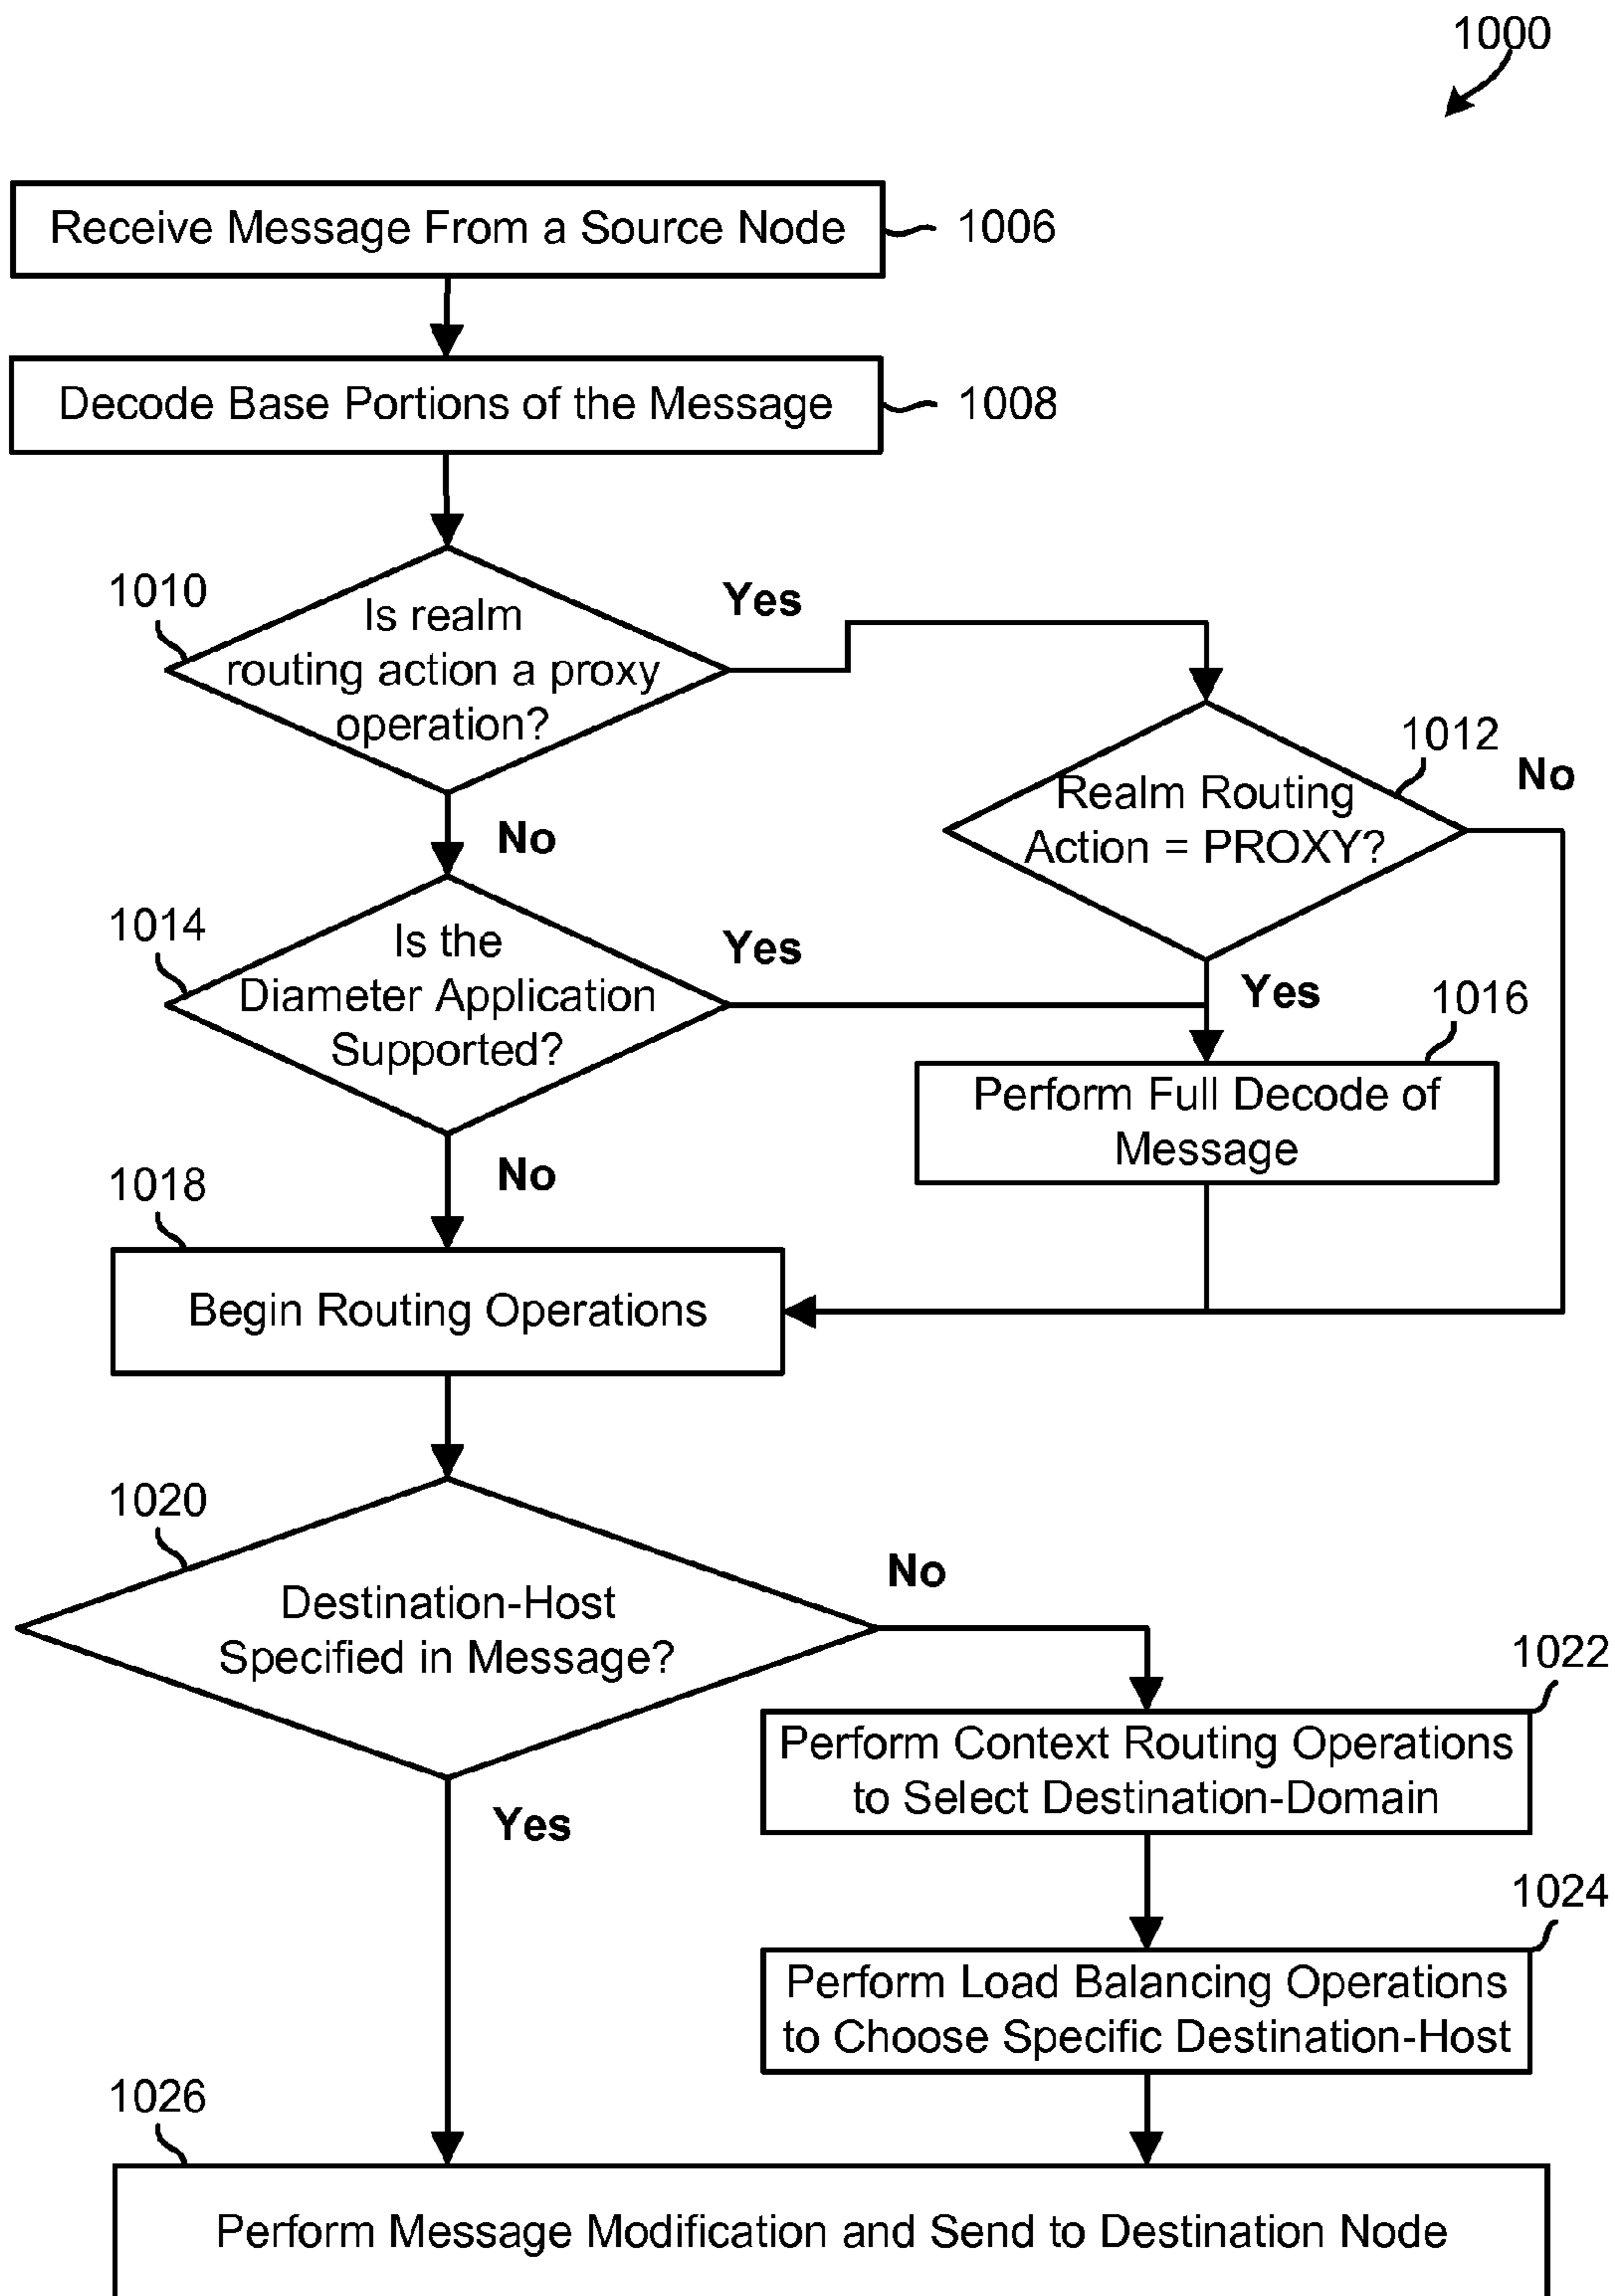 1000
Receive Message From a Source Node
1006
Decode Base Portions of the Message
1008
1010
Is realm
routing action a proxy
operation?
Yes
No
1012
Realm Routing
Action = PROXY?
No
Yes
1014
Is the
Diameter Application
Supported?
Yes
No
1016
Perform Full Decode of
Message
1018
Begin Routing Operations
1020
Destination-Host
Specified in Message?
No
Yes
1022
Perform Context Routing Operations
to Select Destination-Domain
1024
Perform Load Balancing Operations
to Choose Specific Destination-Host
1026
Perform Message Modification and Send to Destination Node